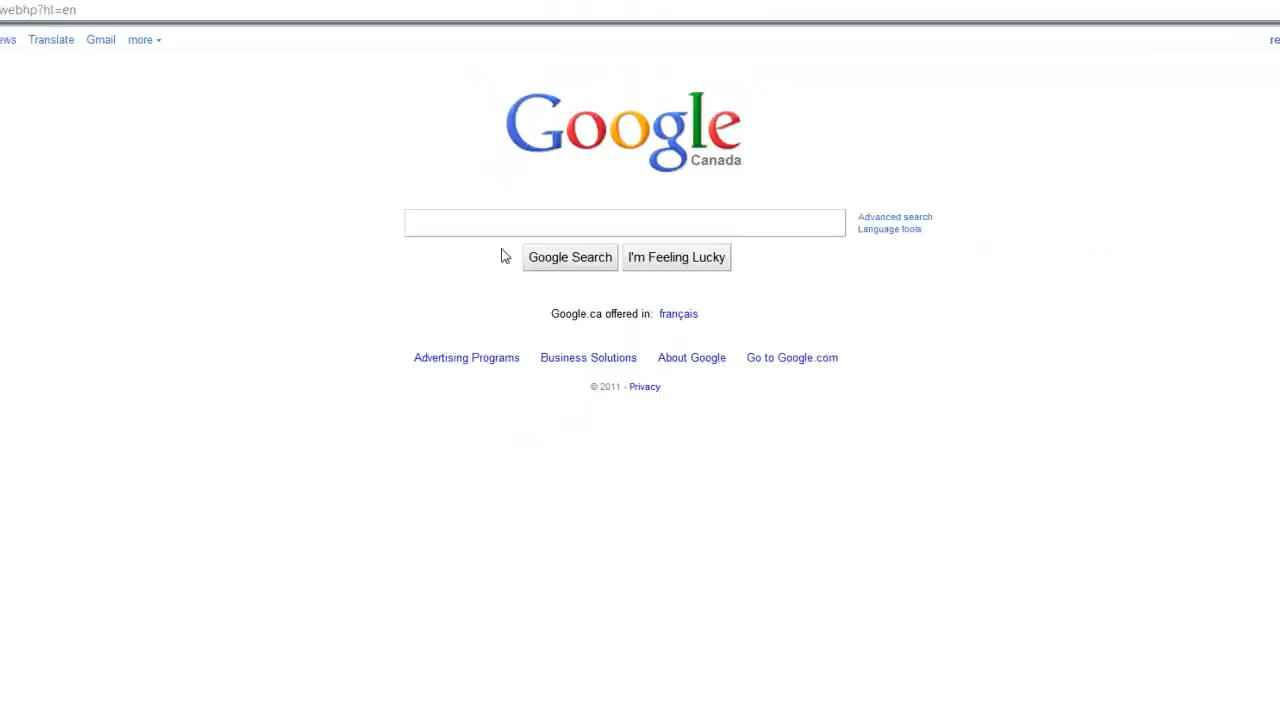 webhp?hl=en
ews Translate Gmail more
re
Google
Canada
Advanced search
Language tools
Google Search I'm Feeling Lucky
Google.ca offered in: français
Advertising Programs Business Solutions About Google Go to Google.com
© 2011 - Privacy